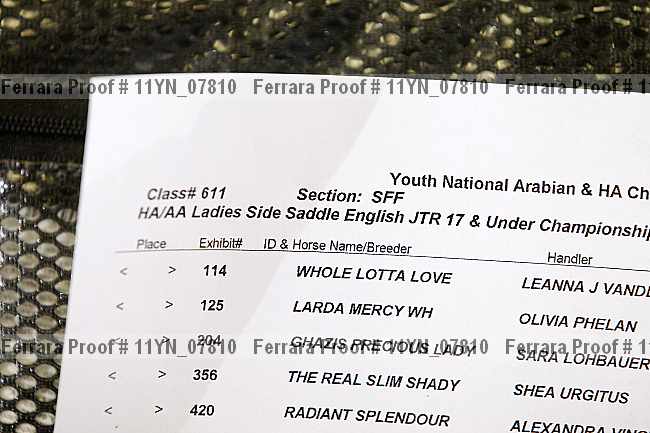 Ferrara Proof # 11YN_07810 Ferrara Proof # 11YN_07810 Ferrara Proof #
Youth National Arabian & HA Ch
Class# 611 Section: SFF
HA/AA Ladies Side Saddle English JTR 17 & Under Championship
Place Exhibit# ID & Horse Name/Breeder Handler
< > 114 WHOLE LOTTA LOVE LEANNA J VANDE
< > 125 LARDA MERCY WH OLIVIA PHELAN
< > 204 GHAZIS PRECIOUS LADY SARA LOHBAUER
Ferrara Proof # 11YN_07810 Ferrara Proof # 11YN_07810 Ferrara Proof # 1
< > 356 THE REAL SLIM SHADY SHEA URGITUS
< > 420 RADIANT SPLENDOUR ALEXANDRA